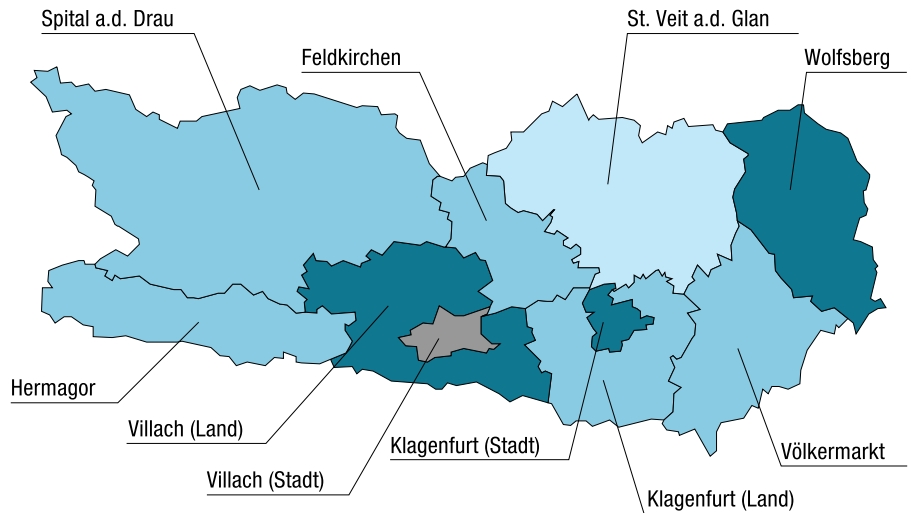 Spital a.d. Drau
St. Veit a.d. Glan
Feldkirchen
Wolfsberg
Hermagor
Villach (Land)
Klagenfurt (Stadt)
Völkermarkt
Villach (Stadt)
Klagenfurt (Land)